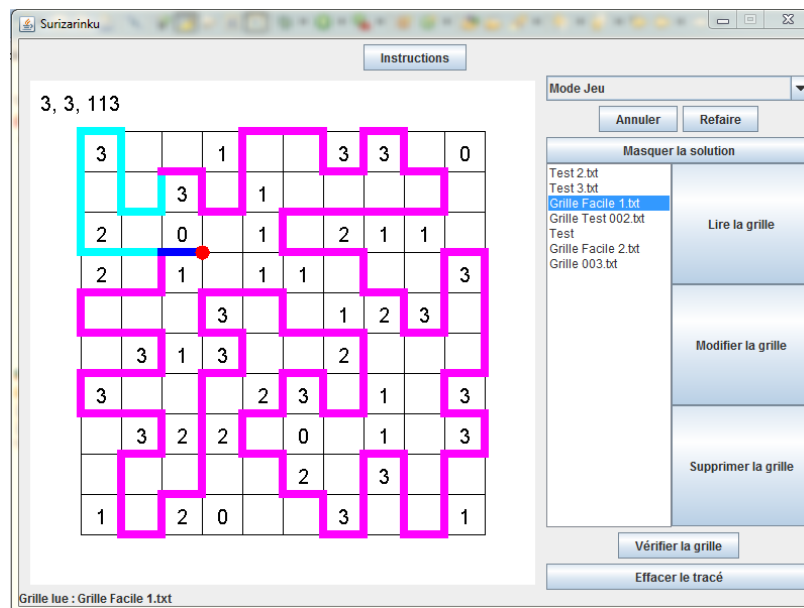 Surizarinku
Instructions
3, 3, 113
3 1 3 3 0
3 1
2 0 1 2 1 1
2 1 1 1 3
3 1 2 3
3 1 3 2
3 2 3 1 3
3 2 2 0 1 3
2 3
1 2 0 3 1
Mode Jeu
Annuler Refaire
Masquer la solution
Test 2.txt
Test 3.txt
Grille Facile 1.txt
Grille Test 002.txt
Test
Grille Facile 2.txt
Grille 003.txt
Lire la grille
Modifier la grille
Supprimer la grille
Vérifier la grille
Effacer le tracé
Grille lue : Grille Facile 1.txt